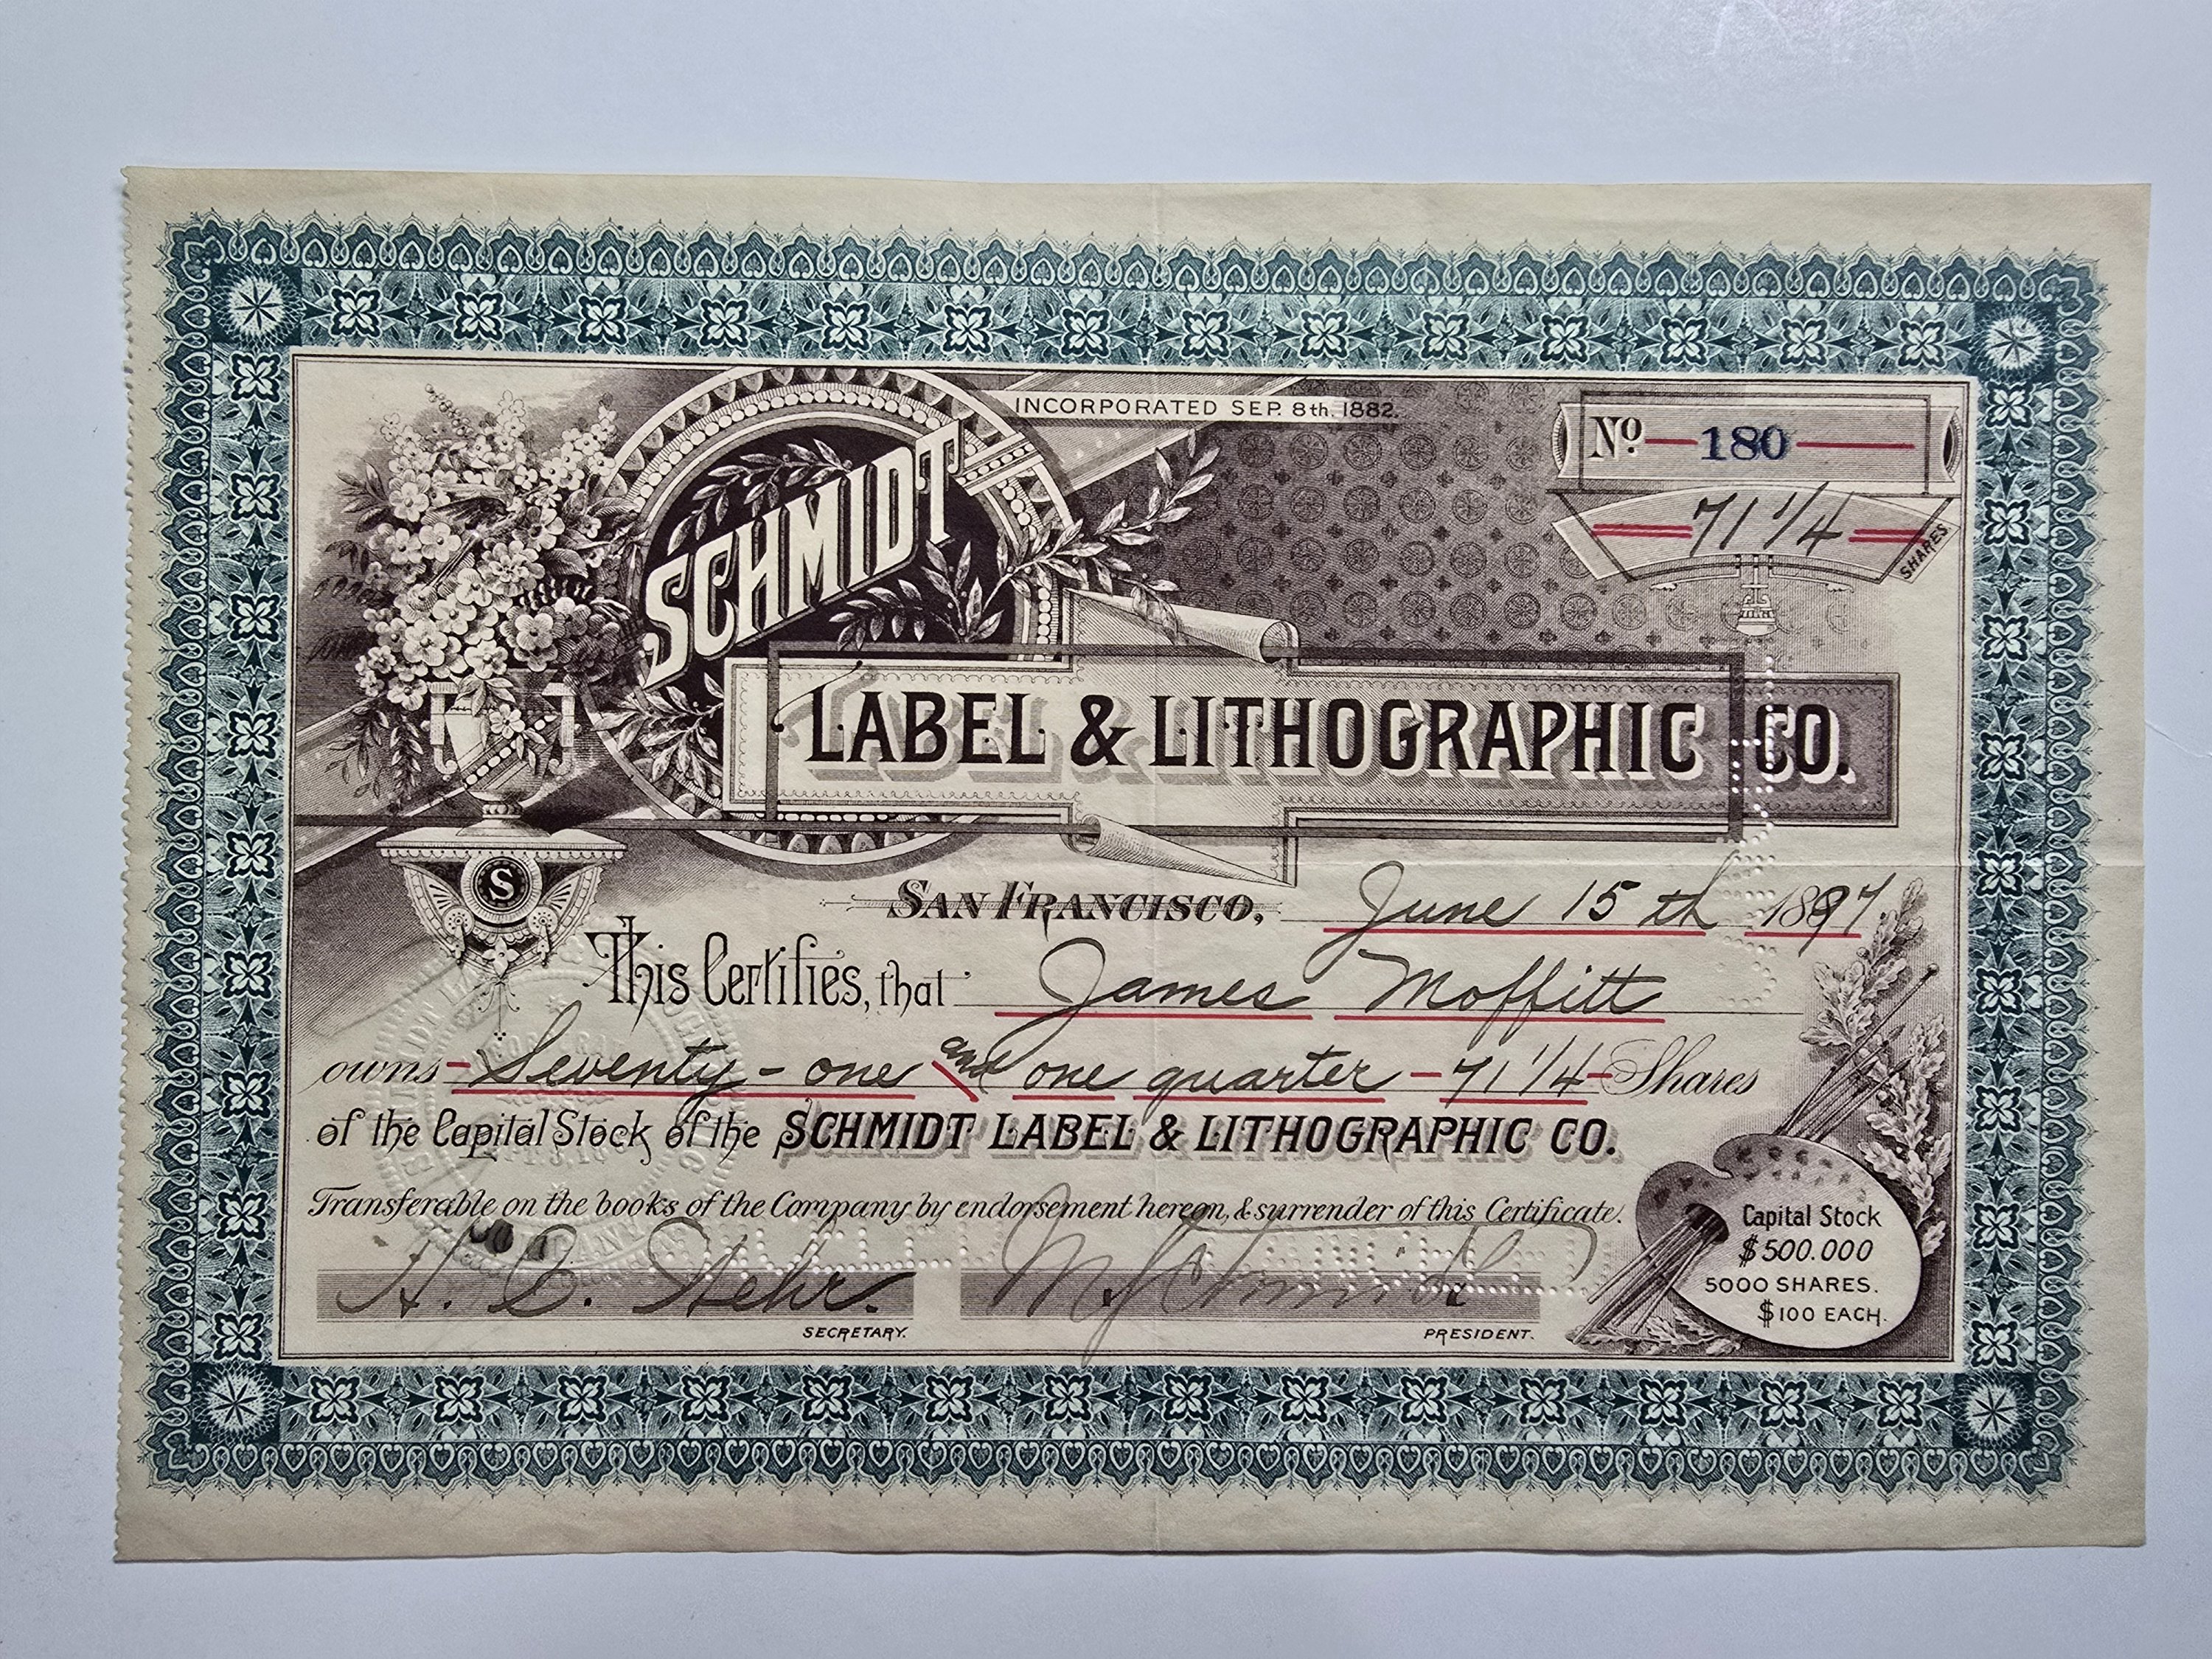 INCORPORATED SEP. 8th. 1882.
No 180
71 1/4
SHARES
SCHMIDT
LABEL & LITHOGRAPHIC CO.
S
SAN FRANCISCO, June 15th 1897
This Certifies, that James Moffitt
owns - Seventy - one and one quarter - 71 1/4 - Shares
of the Capital Stock of the SCHMIDT LABEL & LITHOGRAPHIC CO.
Transferable on the books of the Company by endorsement hereon, & surrender of this Certificate.
Capital Stock
$500.000
5000 SHARES.
$100 EACH.
CANCELLED
SECRETARY.
PRESIDENT.